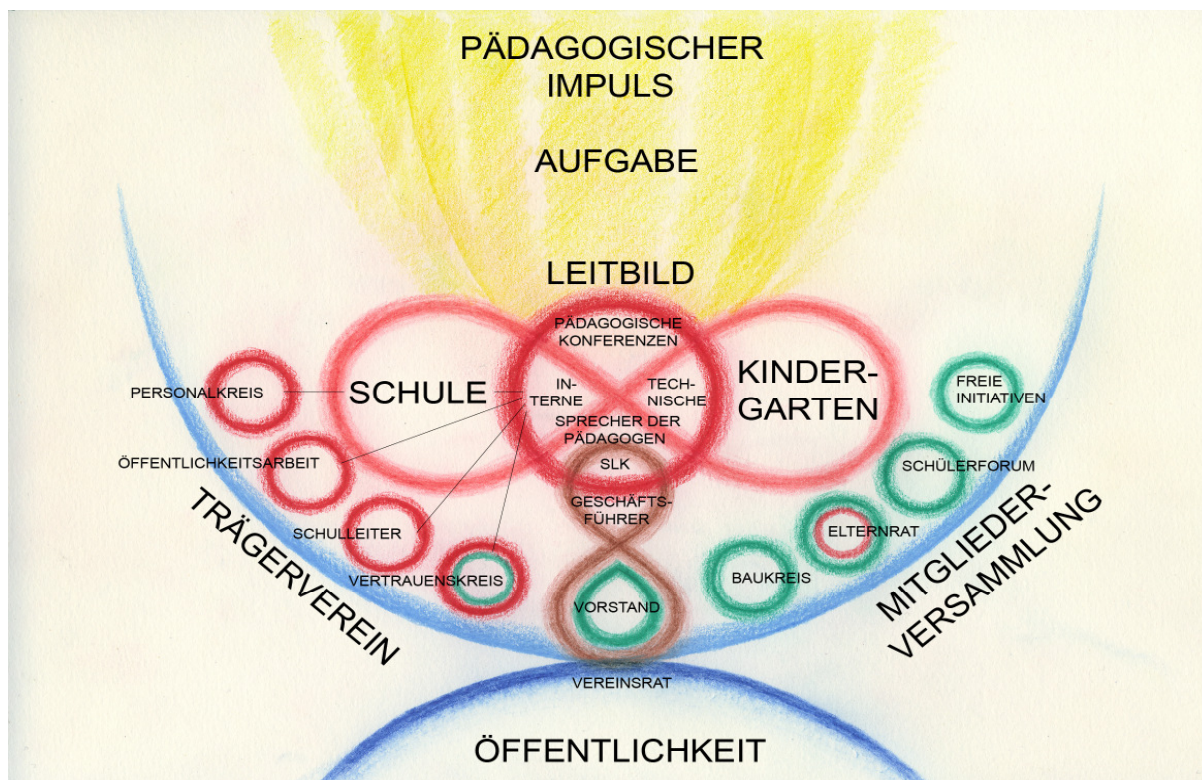 PÄDAGOGISCHER
IMPULS
AUFGABE
LEITBILD
PÄDAGOGISCHE
KONFERENZEN
SCHULE
IN-
TERNE
TECH-
NISCHE
SPRECHER DER
PÄDAGOGEN
SLK
GESCHÄFTS-
FÜHRER
KINDER-
GARTEN
PERSONALKREIS
ÖFFENTLICHKEITSARBEIT
SCHULLEITER
VERTRAUENSKREIS
VORSTAND
BAUKREIS
ELTERNRAT
SCHÜLERFORUM
FREIE
INITIATIVEN
TRÄGERVEREIN
MITGLIEDER-
VERSAMMLUNG
VEREINSRAT
ÖFFENTLICHKEIT